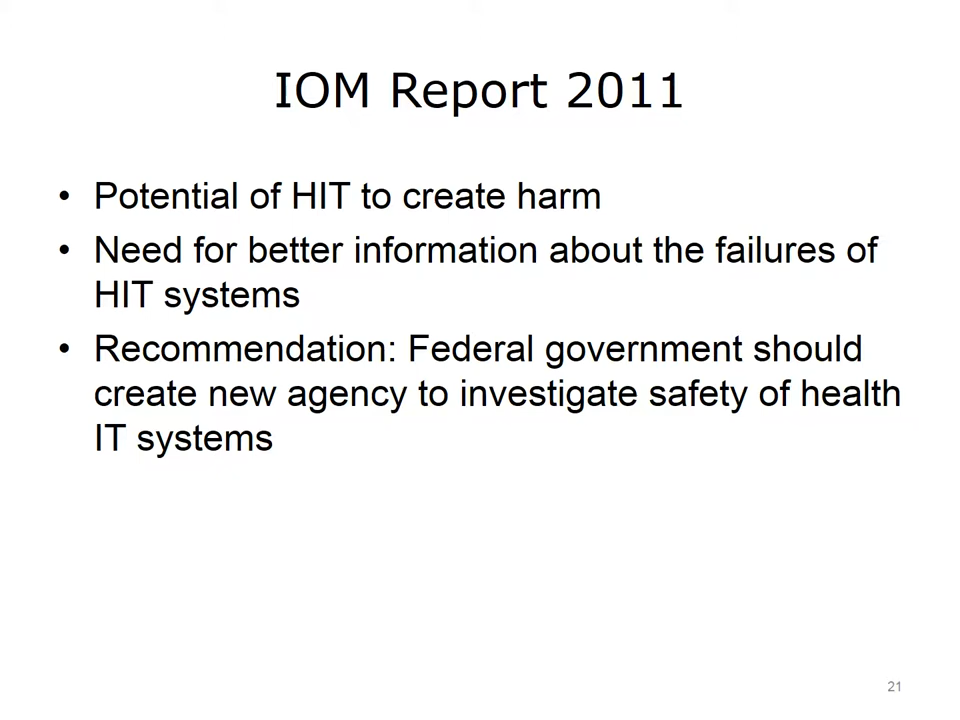 IOM Report 2011
• Potential of HIT to create harm
• Need for better information about the failures of
HIT systems
• Recommendation: Federal government should
create new agency to investigate safety of health
IT systems
21